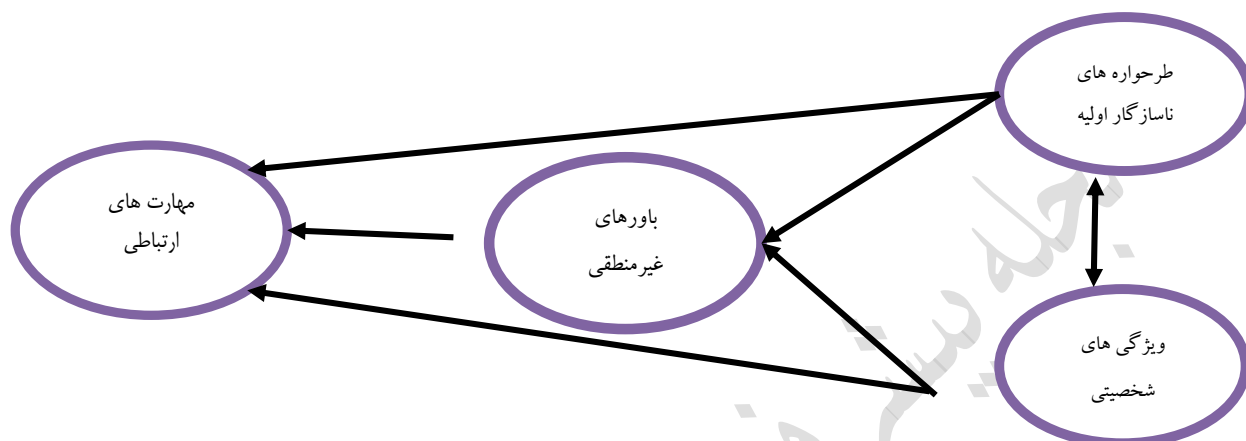 طرحواره های
ناسازگار اولیه
باورهای
غیرمنطقی
مهارت های
ارتباطی
ویژگی های
شخصیتی